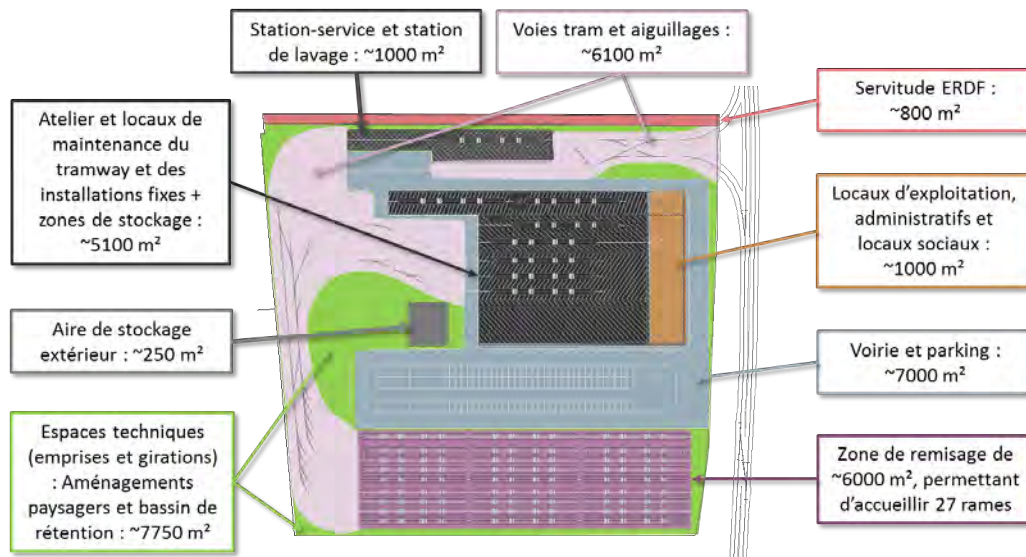 Station-service et station
de lavage : ~1000 m²
Voies tram et aiguillages :
~6100 m²
Servitude ERDF :
~800 m²
Atelier et locaux de
maintenance du
tramway et des
installations fixes +
zones de stockage :
~5100 m²
Locaux d'exploitation,
administratifs et
locaux sociaux :
~1000 m²
Aire de stockage
extérieur : ~250 m²
Voirie et parking :
~7000 m²
Espaces techniques
(emprises et girations)
: Aménagements
paysagers et bassin de
rétention : ~7750 m²
Zone de remisage de
~6000 m², permettant
d'accueillir 27 rames